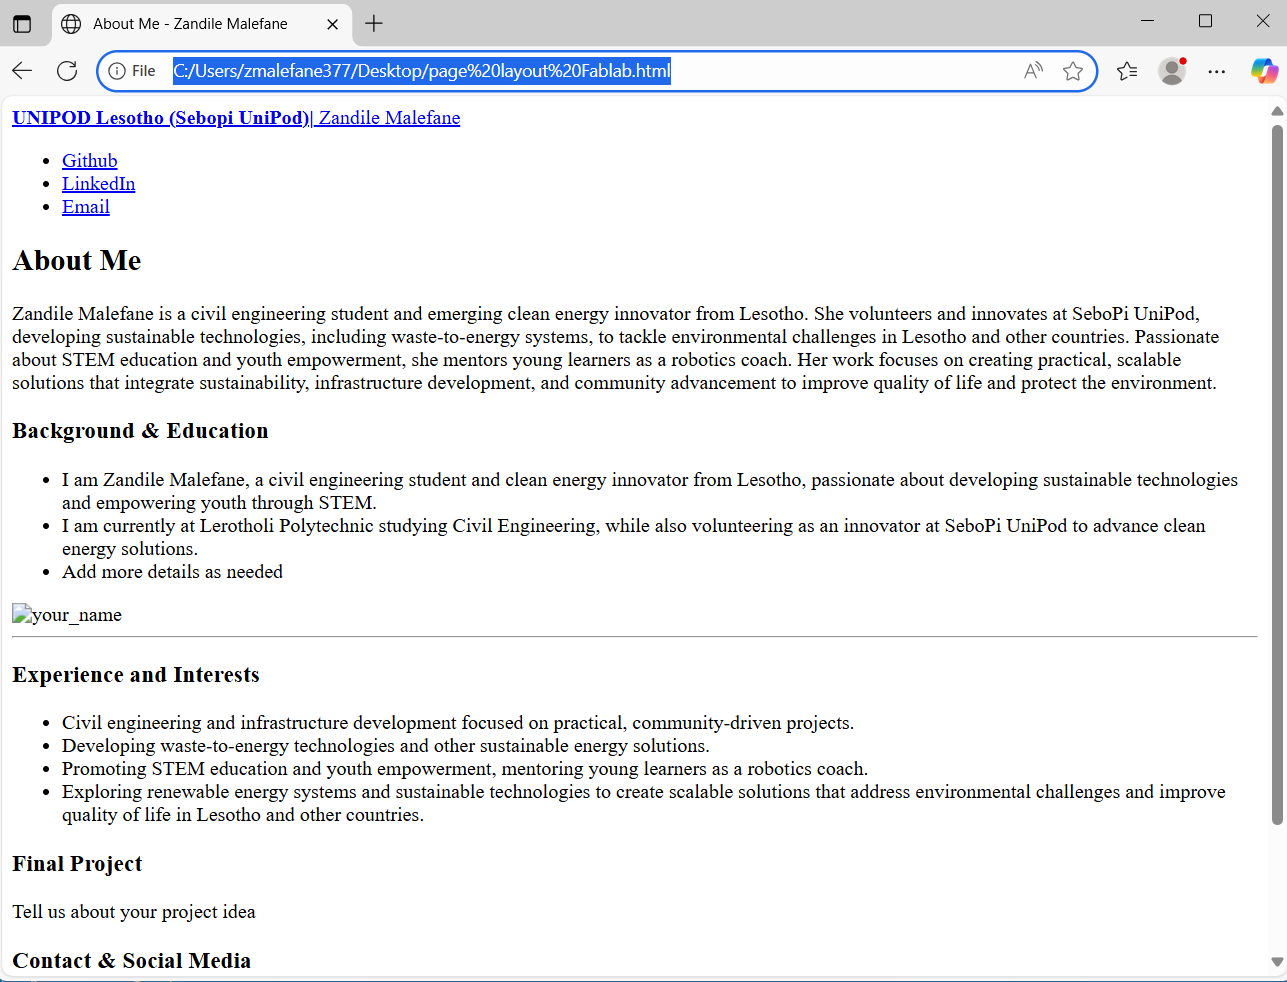 About Me - Zandile Malefane
File
C:/Users/zmalefane377/Desktop/page%20layout%20Fablab.html
UNIPOD Lesotho (Sebopi UniPod)| Zandile Malefane
Github
LinkedIn
Email
About Me
Zandile Malefane is a civil engineering student and emerging clean energy innovator from Lesotho. She volunteers and innovates at SeboPi UniPod,
developing sustainable technologies, including waste-to-energy systems, to tackle environmental challenges in Lesotho and other countries. Passionate
about STEM education and youth empowerment, she mentors young learners as a robotics coach. Her work focuses on creating practical, scalable
solutions that integrate sustainability, infrastructure development, and community advancement to improve quality of life and protect the environment.
Background & Education
I am Zandile Malefane, a civil engineering student and clean energy innovator from Lesotho, passionate about developing sustainable technologies
and empowering youth through STEM.
I am currently at Lerotholi Polytechnic studying Civil Engineering, while also volunteering as an innovator at SeboPi UniPod to advance clean
energy solutions.
Add more details as needed
your_name
Experience and Interests
Civil engineering and infrastructure development focused on practical, community-driven projects.
Developing waste-to-energy technologies and other sustainable energy solutions.
Promoting STEM education and youth empowerment, mentoring young learners as a robotics coach.
Exploring renewable energy systems and sustainable technologies to create scalable solutions that address environmental challenges and improve
quality of life in Lesotho and other countries.
Final Project
Tell us about your project idea
Contact & Social Media